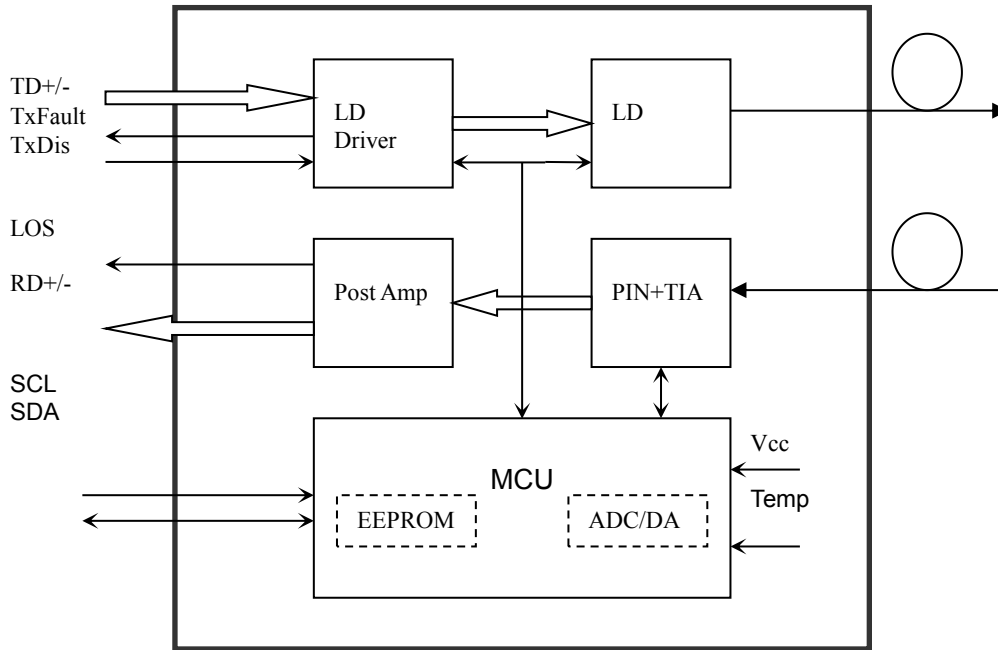 TD+/-
TxFault
TxDis
LD
Driver
LD
LOS
RD+/-
Post Amp
PIN+TIA
SCL
SDA
MCU
EEPROM
ADC/DA
Vcc
Temp